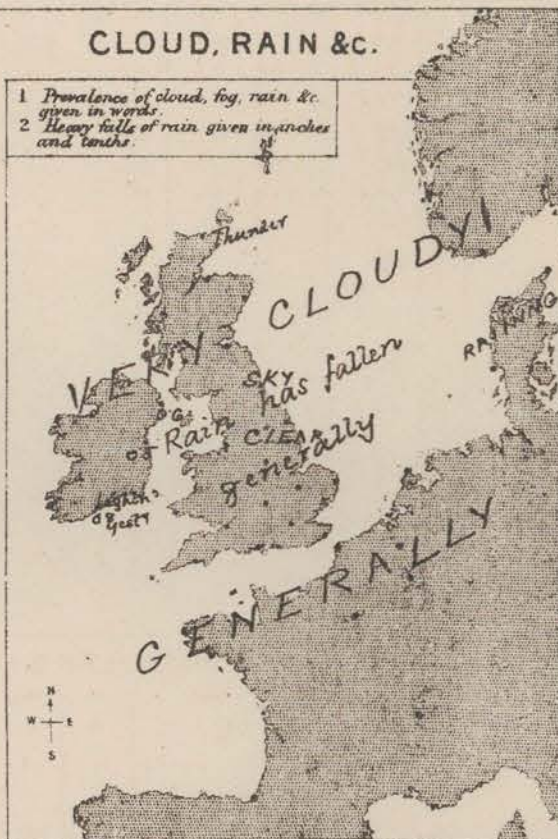 CLOUD, RAIN &c.
1 Prevalence of cloud, fog, rain &c.
given in words.
2 Heavy falls of rain given in inches
and tenths.
Thunder
VERY CLOUDY
RAINING
SKY
has fallen
Rain
CLEAR
generally
GENERALLY
N
W E
S